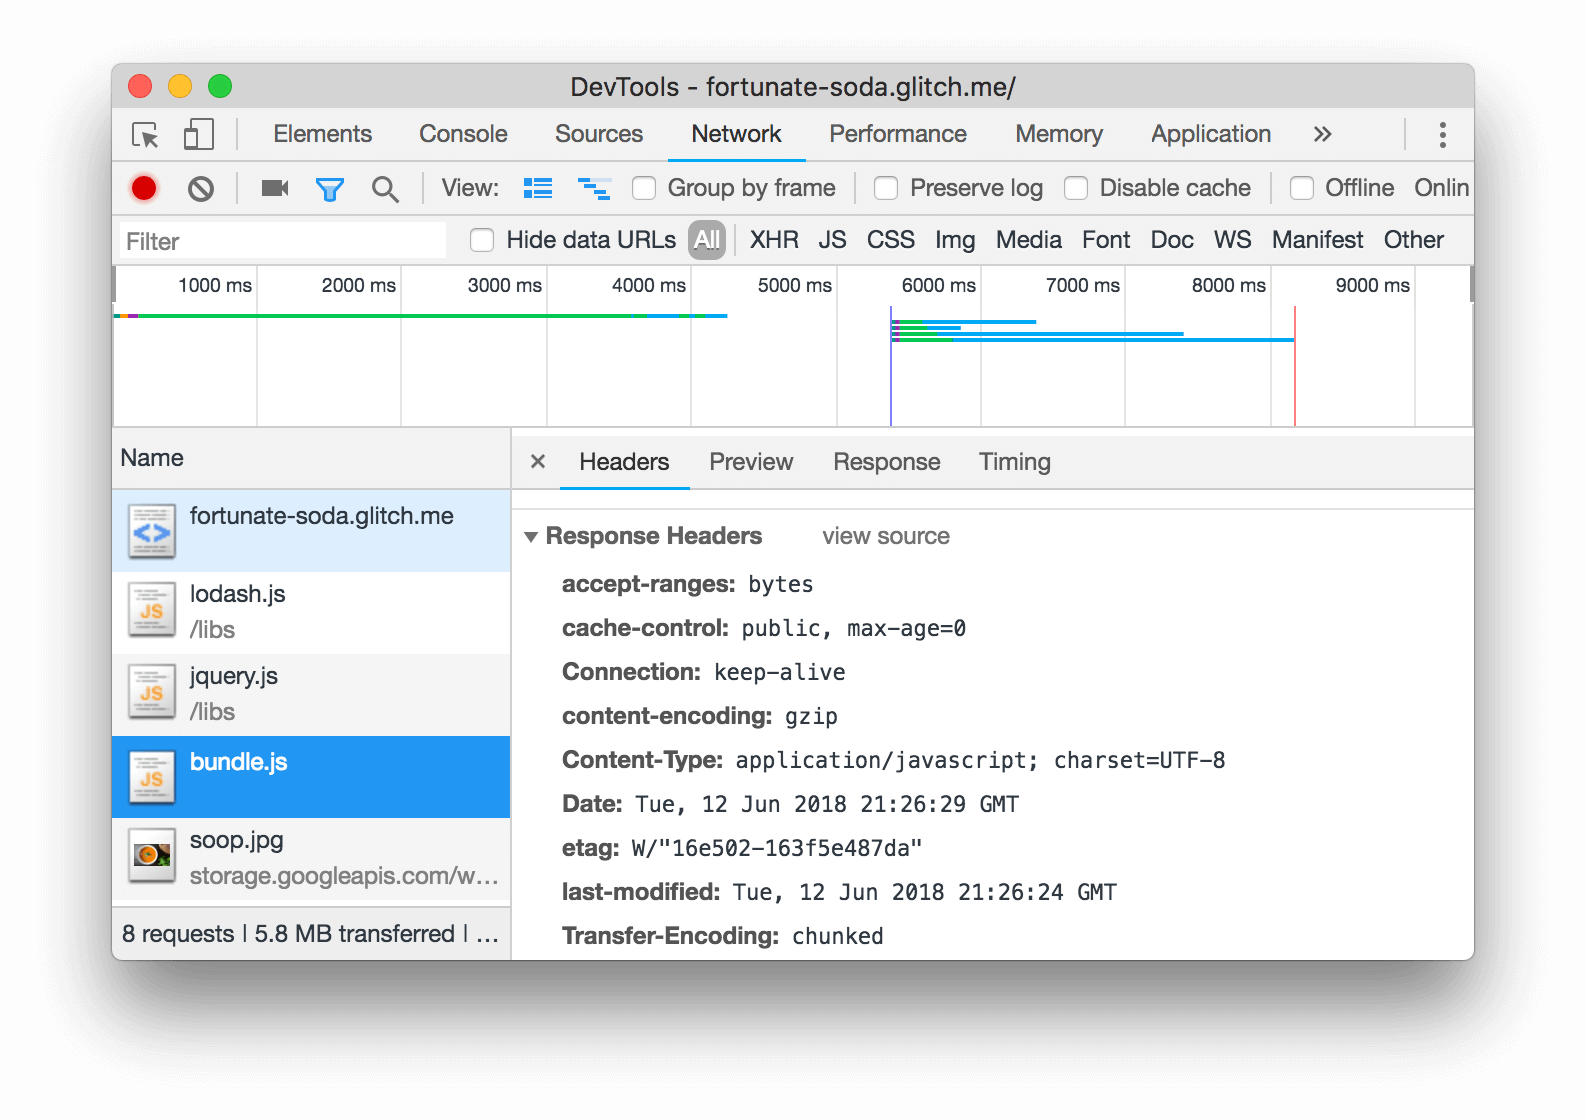 DevTools - fortunate-soda.glitch.me/
Elements Console Sources Network Performance Memory Application »
View: Group by frame Preserve log Disable cache Offline Onlin
Filter Hide data URLs All XHR JS CSS Img Media Font Doc WS Manifest Other
1000 ms 2000 ms 3000 ms 4000 ms 5000 ms 6000 ms 7000 ms 8000 ms 9000 ms
Name
fortunate-soda.glitch.me
JS lodash.js
/libs
JS jquery.js
/libs
JS bundle.js
soop.jpg
storage.googleapis.com/w…
8 requests | 5.8 MB transferred | …
× Headers Preview Response Timing
▼ Response Headers view source
accept-ranges: bytes
cache-control: public, max-age=0
Connection: keep-alive
content-encoding: gzip
Content-Type: application/javascript; charset=UTF-8
Date: Tue, 12 Jun 2018 21:26:29 GMT
etag: W/"16e502-163f5e487da"
last-modified: Tue, 12 Jun 2018 21:26:24 GMT
Transfer-Encoding: chunked